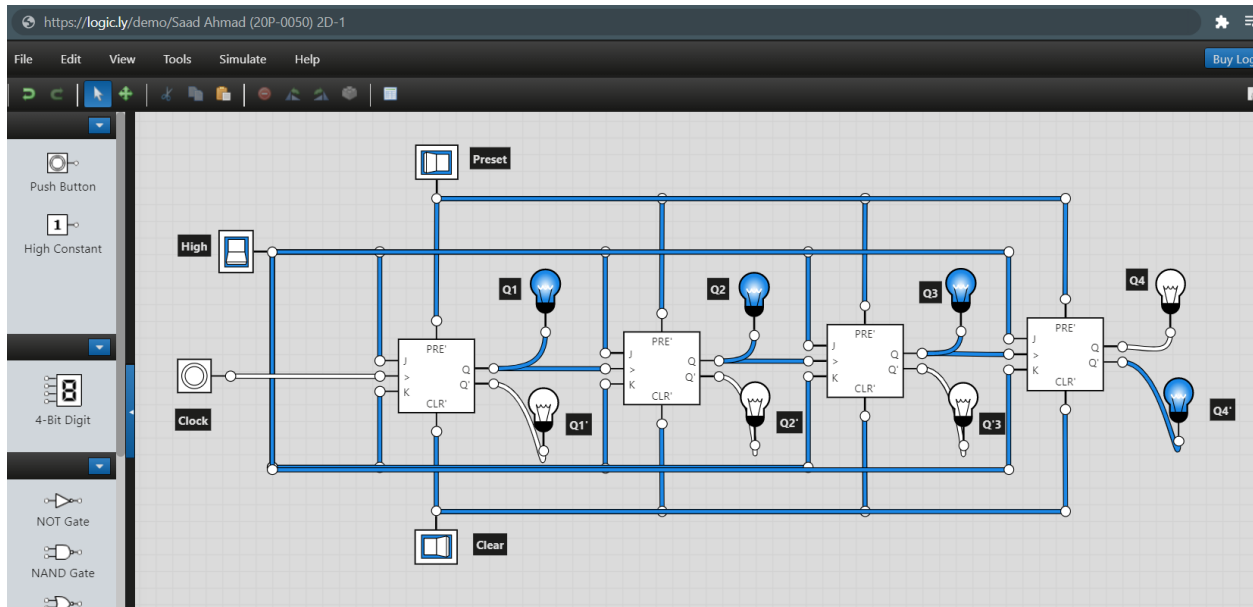 https://logic.ly/demo/Saad Ahmad (20P-0050) 2D-1
File Edit View Tools Simulate Help
Buy Log
Push Button
1
High Constant
4-Bit Digit
NOT Gate
NAND Gate
Preset
High
Clock
Clear
Q1
Q1'
Q2
Q2'
Q3
Q'3
Q4
Q4'
PRE'
J
>
K
Q
Q'
CLR'
PRE'
J
>
K
Q
Q'
CLR'
PRE'
J
>
K
Q
Q'
CLR'
PRE'
J
>
K
Q
Q'
CLR'